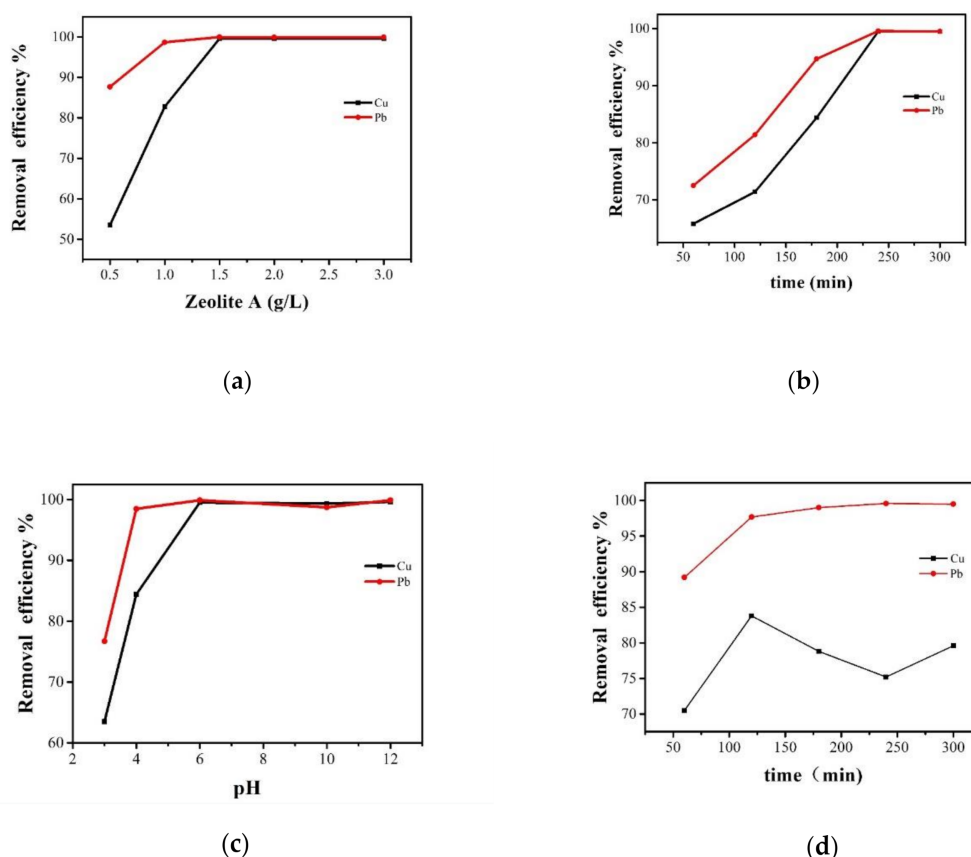 Removal efficiency %
100
90
80
70
60
50
Cu
Pb
0.5 1.0 1.5 2.0 2.5 3.0
Zeolite A (g/L)
(a)
Removal efficiency %
100
90
80
70
Cu
Pb
50 100 150 200 250 300
time (min)
(b)
Removal efficiency %
100
90
80
70
60
Cu
Pb
2 4 6 8 10 12
pH
(c)
Removal efficiency %
100
95
90
85
80
75
70
Cu
Pb
50 100 150 200 250 300
time（min)
(d)